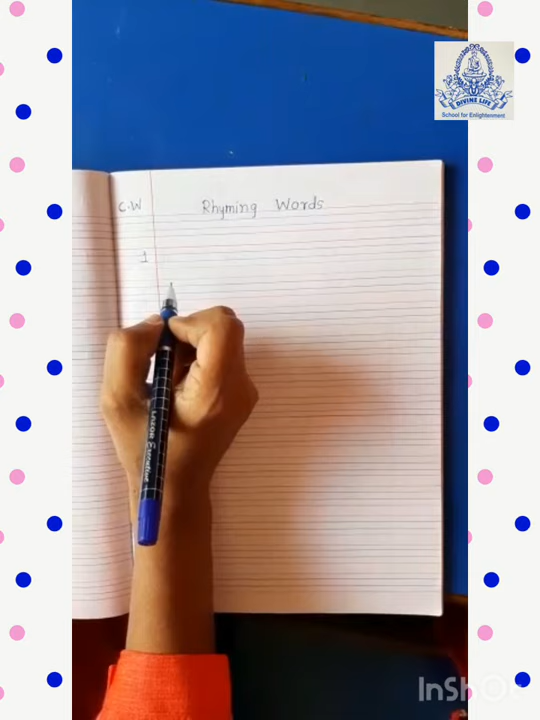 DIVINE LIFE
School for Enlightenment
C.W Rhyming Words
1
InShOt